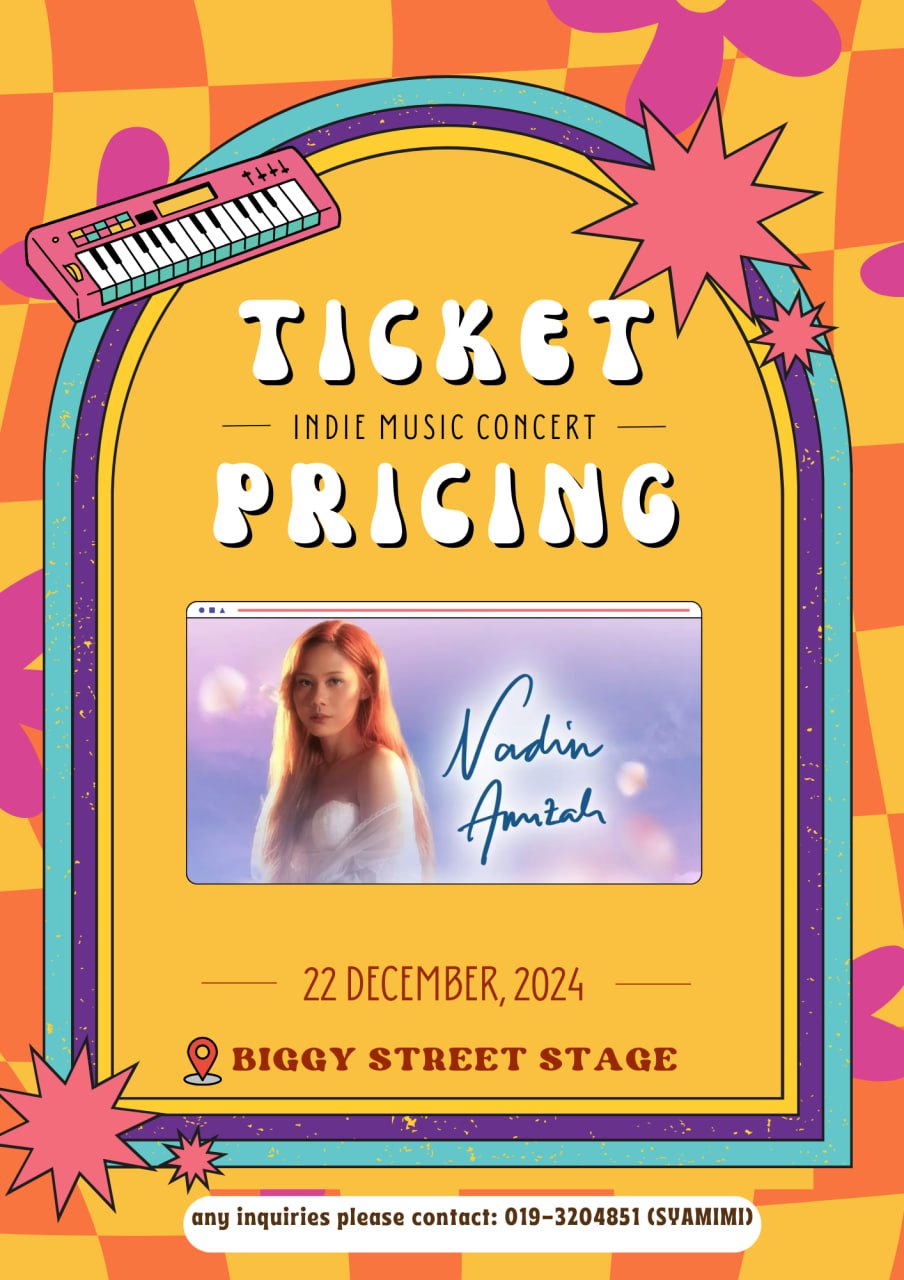 TICKET
INDIE MUSIC CONCERT
PRICING
Nadin
Amizah
22 DECEMBER, 2024
BIGGY STREET STAGE
any inquiries please contact: 019-3204851 (SYAMIMI)